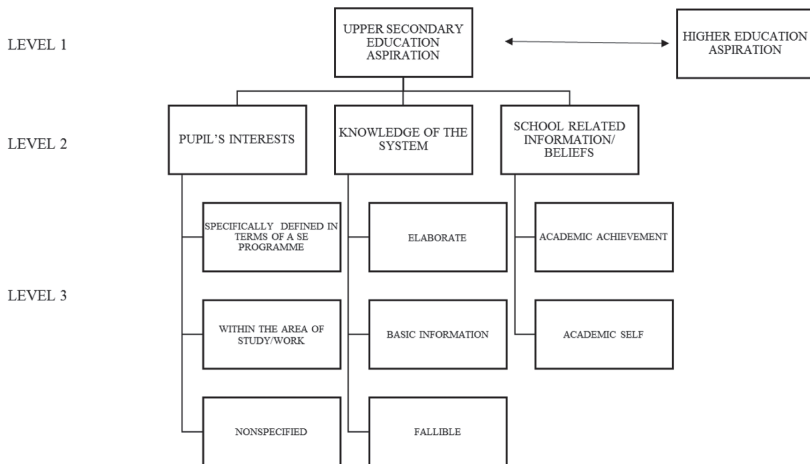 LEVEL 1
UPPER SECONDARY
EDUCATION
ASPIRATION
HIGHER EDUCATION
ASPIRATION
LEVEL 2
PUPIL'S INTERESTS
KNOWLEDGE OF THE
SYSTEM
SCHOOL RELATED
INFORMATION/
BELIEFS
LEVEL 3
SPECIFICALLY DEFINED IN
TERMS OF A SE
PROGRAMME
ELABORATE
ACADEMIC ACHIEVEMENT
WITHIN THE AREA OF
STUDY/WORK
BASIC INFORMATION
ACADEMIC SELF
NONSPECIFIED
FALLIBLE